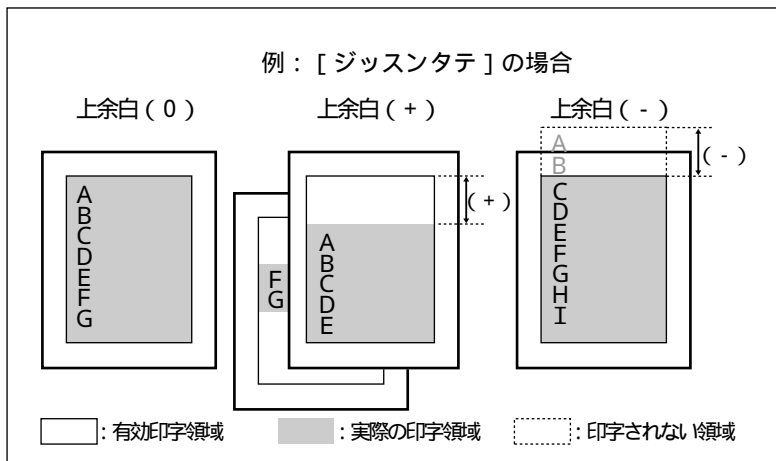 例：［ジッスンタテ］の場合
上余白（0）
上余白（+）
上余白（-）
A
B
C
D
E
F
G
F
G
A
B
C
D
E
（+）
A
B
C
D
E
F
G
H
I
（-）
：有効印字領域
：実際の印字領域
：印字されない領域